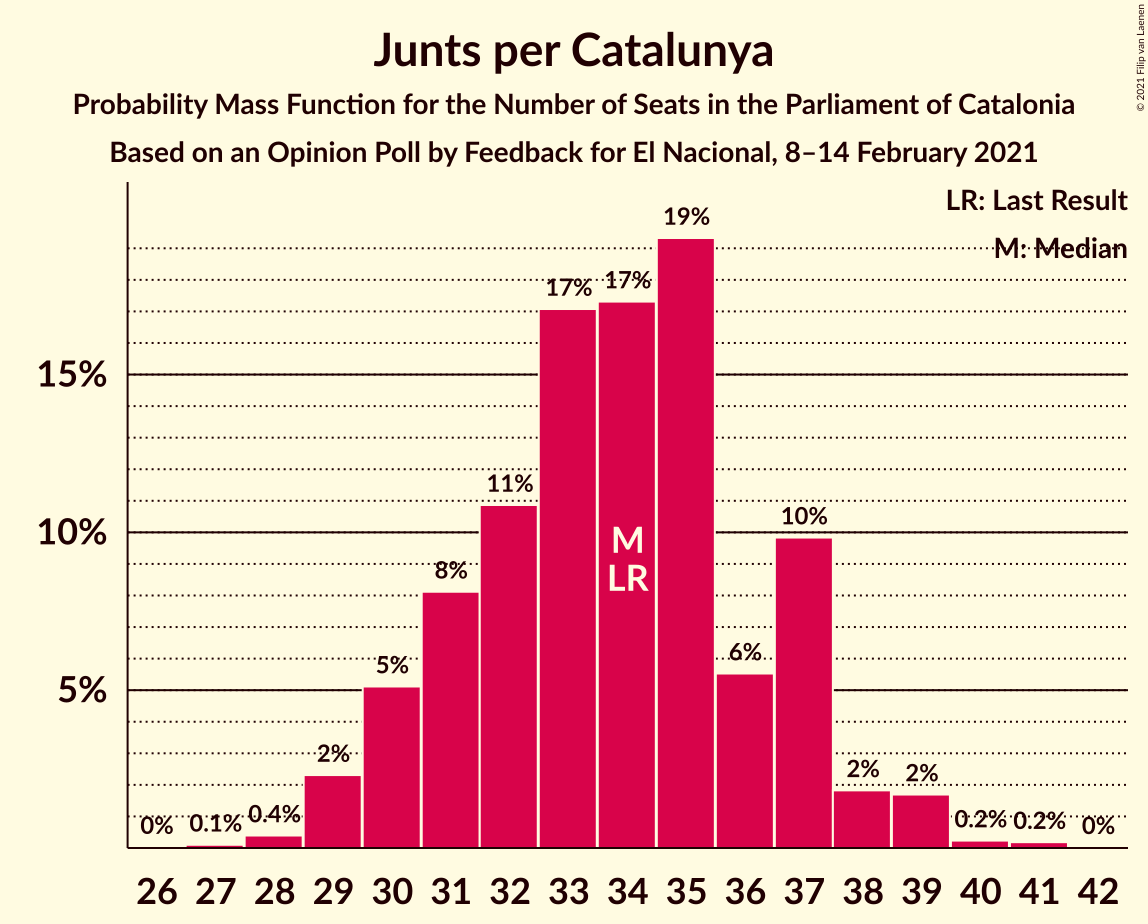 Junts per Catalunya
Probability Mass Function for the Number of Seats in the Parliament of Catalonia
Based on an Opinion Poll by Feedback for El Nacional, 8–14 February 2021
© 2021 Filip van Laenen
LR: Last Result
M: Median
15%
10%
5%
0%
0.1%
0.4%
2%
5%
8%
11%
17%
17%
19%
6%
10%
2%
2%
0.2%
0.2%
0%
M
LR
26 27 28 29 30 31 32 33 34 35 36 37 38 39 40 41 42